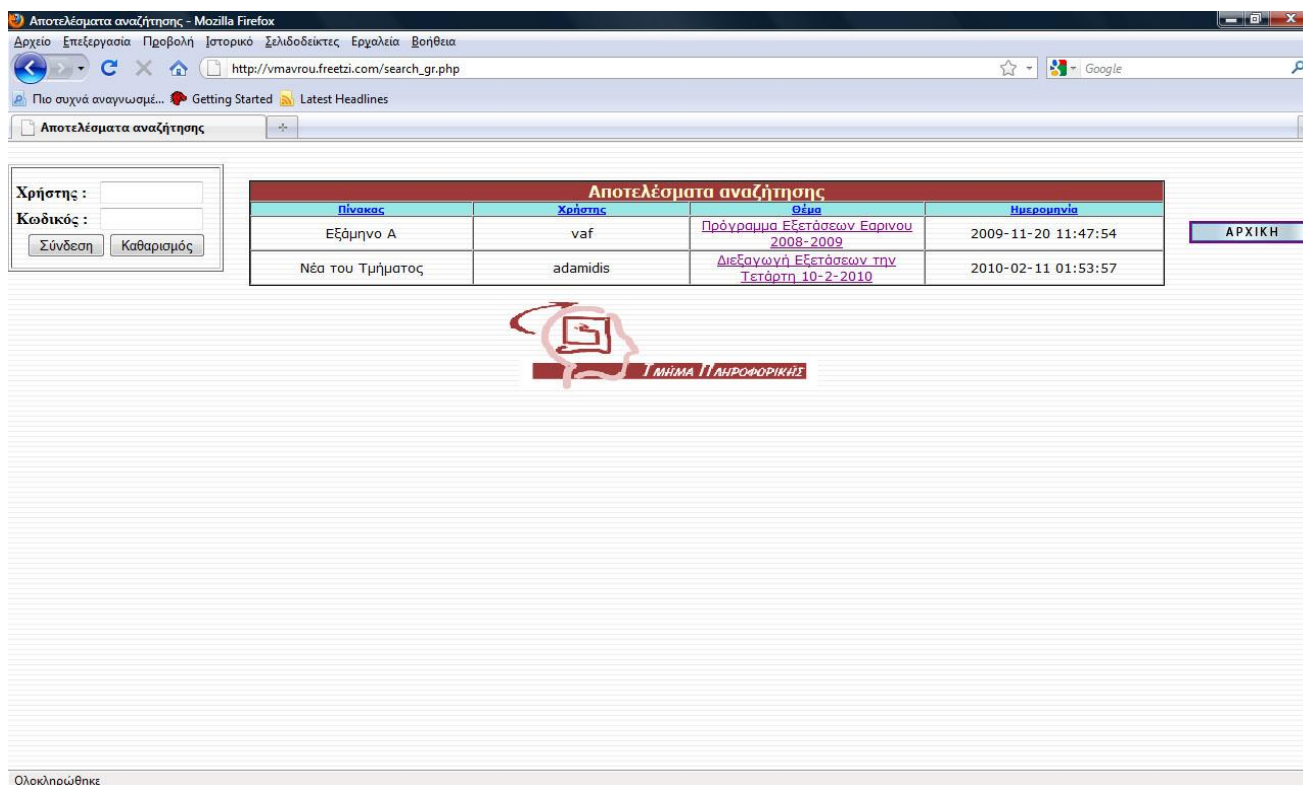 Αποτελέσματα αναζήτησης - Mozilla Firefox
Αρχείο Επεξεργασία Προβολή Ιστορικό Σελιδοδείκτες Εργαλεία Βοήθεια
http://vmavrou.freetzi.com/search_gr.php
Google
Πιο συχνά αναγνωσμέ... Getting Started Latest Headlines
Αποτελέσματα αναζήτησης
Χρήστης :
Κωδικός :
Σύνδεση Καθαρισμός
Αποτελέσματα αναζήτησης
Πίνακας Χρήστης Θέμα Ημερομηνία
Εξάμηνο Α vaf Πρόγραμμα Εξετάσεων Εαρινου 2009-11-20 11:47:54
2008-2009
Νέα του Τμήματος adamidis Διεξαγωγή Εξετάσεων την 2010-02-11 01:53:57
Τετάρτη 10-2-2010
ΑΡΧΙΚΗ
Τμήμα Πληροφορικής
Ολοκληρώθηκε